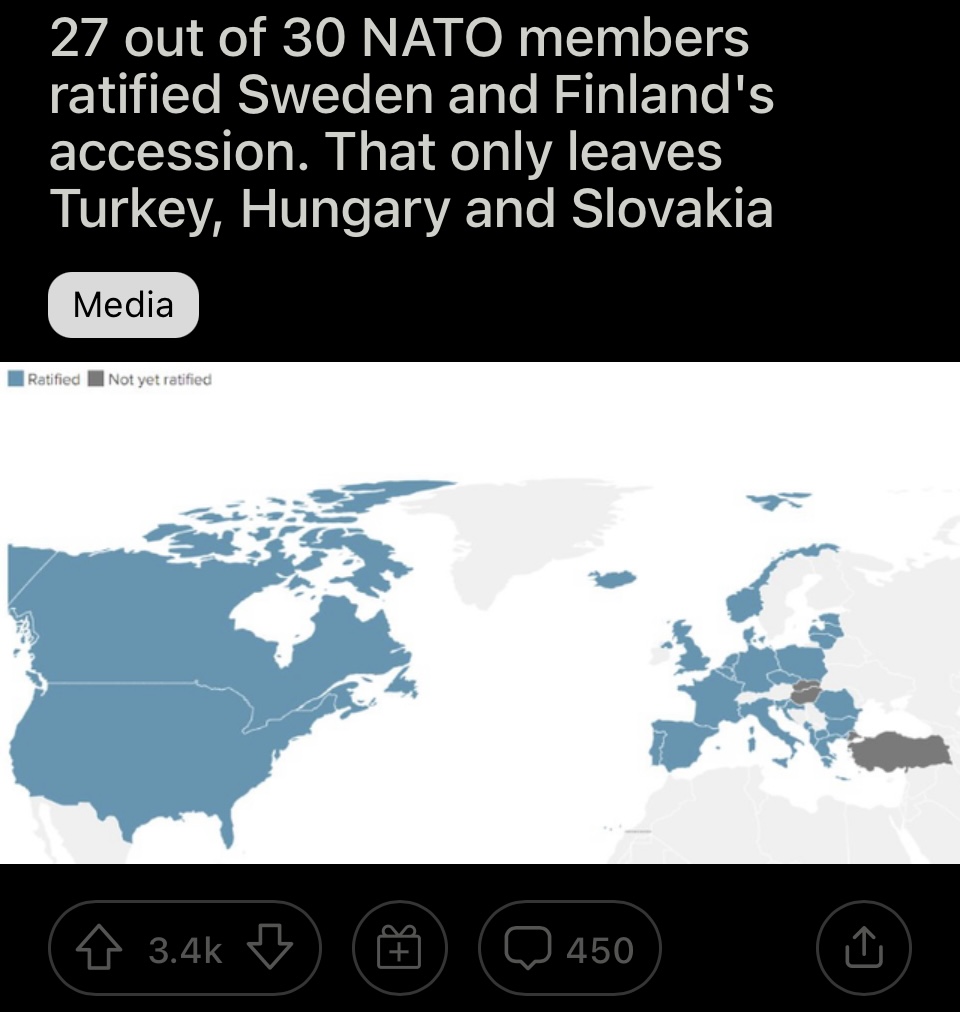 27 out of 30 NATO members
ratified Sweden and Finland's
accession. That only leaves
Turkey, Hungary and Slovakia
Media
Ratified Not yet ratified
3.4k 450